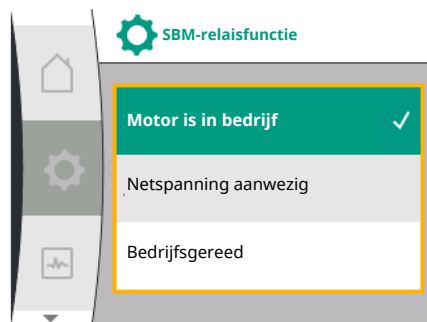 SBM-relaisfunctie
Motor is in bedrijf
Netspanning aanwezig
Bedrijfsgereed